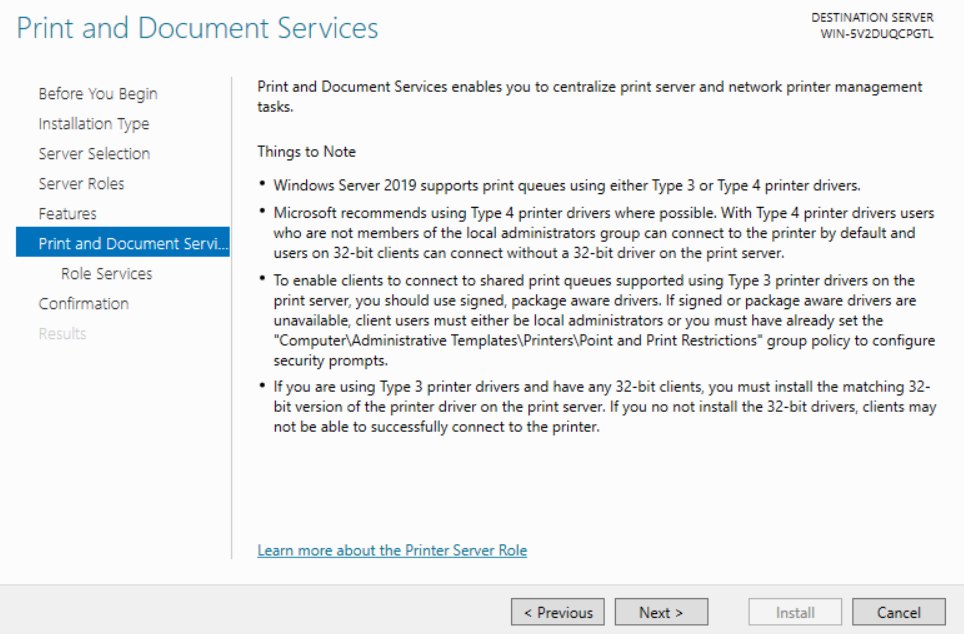 Print and Document Services
DESTINATION SERVER
WIN-5V2DUQCPGTL
Before You Begin
Installation Type
Server Selection
Server Roles
Features
Print and Document Servi...
Role Services
Confirmation
Results
Print and Document Services enables you to centralize print server and network printer management
tasks.
Things to Note
• Windows Server 2019 supports print queues using either Type 3 or Type 4 printer drivers.
• Microsoft recommends using Type 4 printer drivers where possible. With Type 4 printer drivers users
who are not members of the local administrators group can connect to the printer by default and
users on 32-bit clients can connect without a 32-bit driver on the print server.
• To enable clients to connect to shared print queues supported using Type 3 printer drivers on the
print server, you should use signed, package aware drivers. If signed or package aware drivers are
unavailable, client users must either be local administrators or you must have already set the
"Computer\Administrative Templates\Printers\Point and Print Restrictions" group policy to configure
security prompts.
• If you are using Type 3 printer drivers and have any 32-bit clients, you must install the matching 32-
bit version of the printer driver on the print server. If you no not install the 32-bit drivers, clients may
not be able to successfully connect to the printer.
Learn more about the Printer Server Role
< Previous
Next >
Install
Cancel